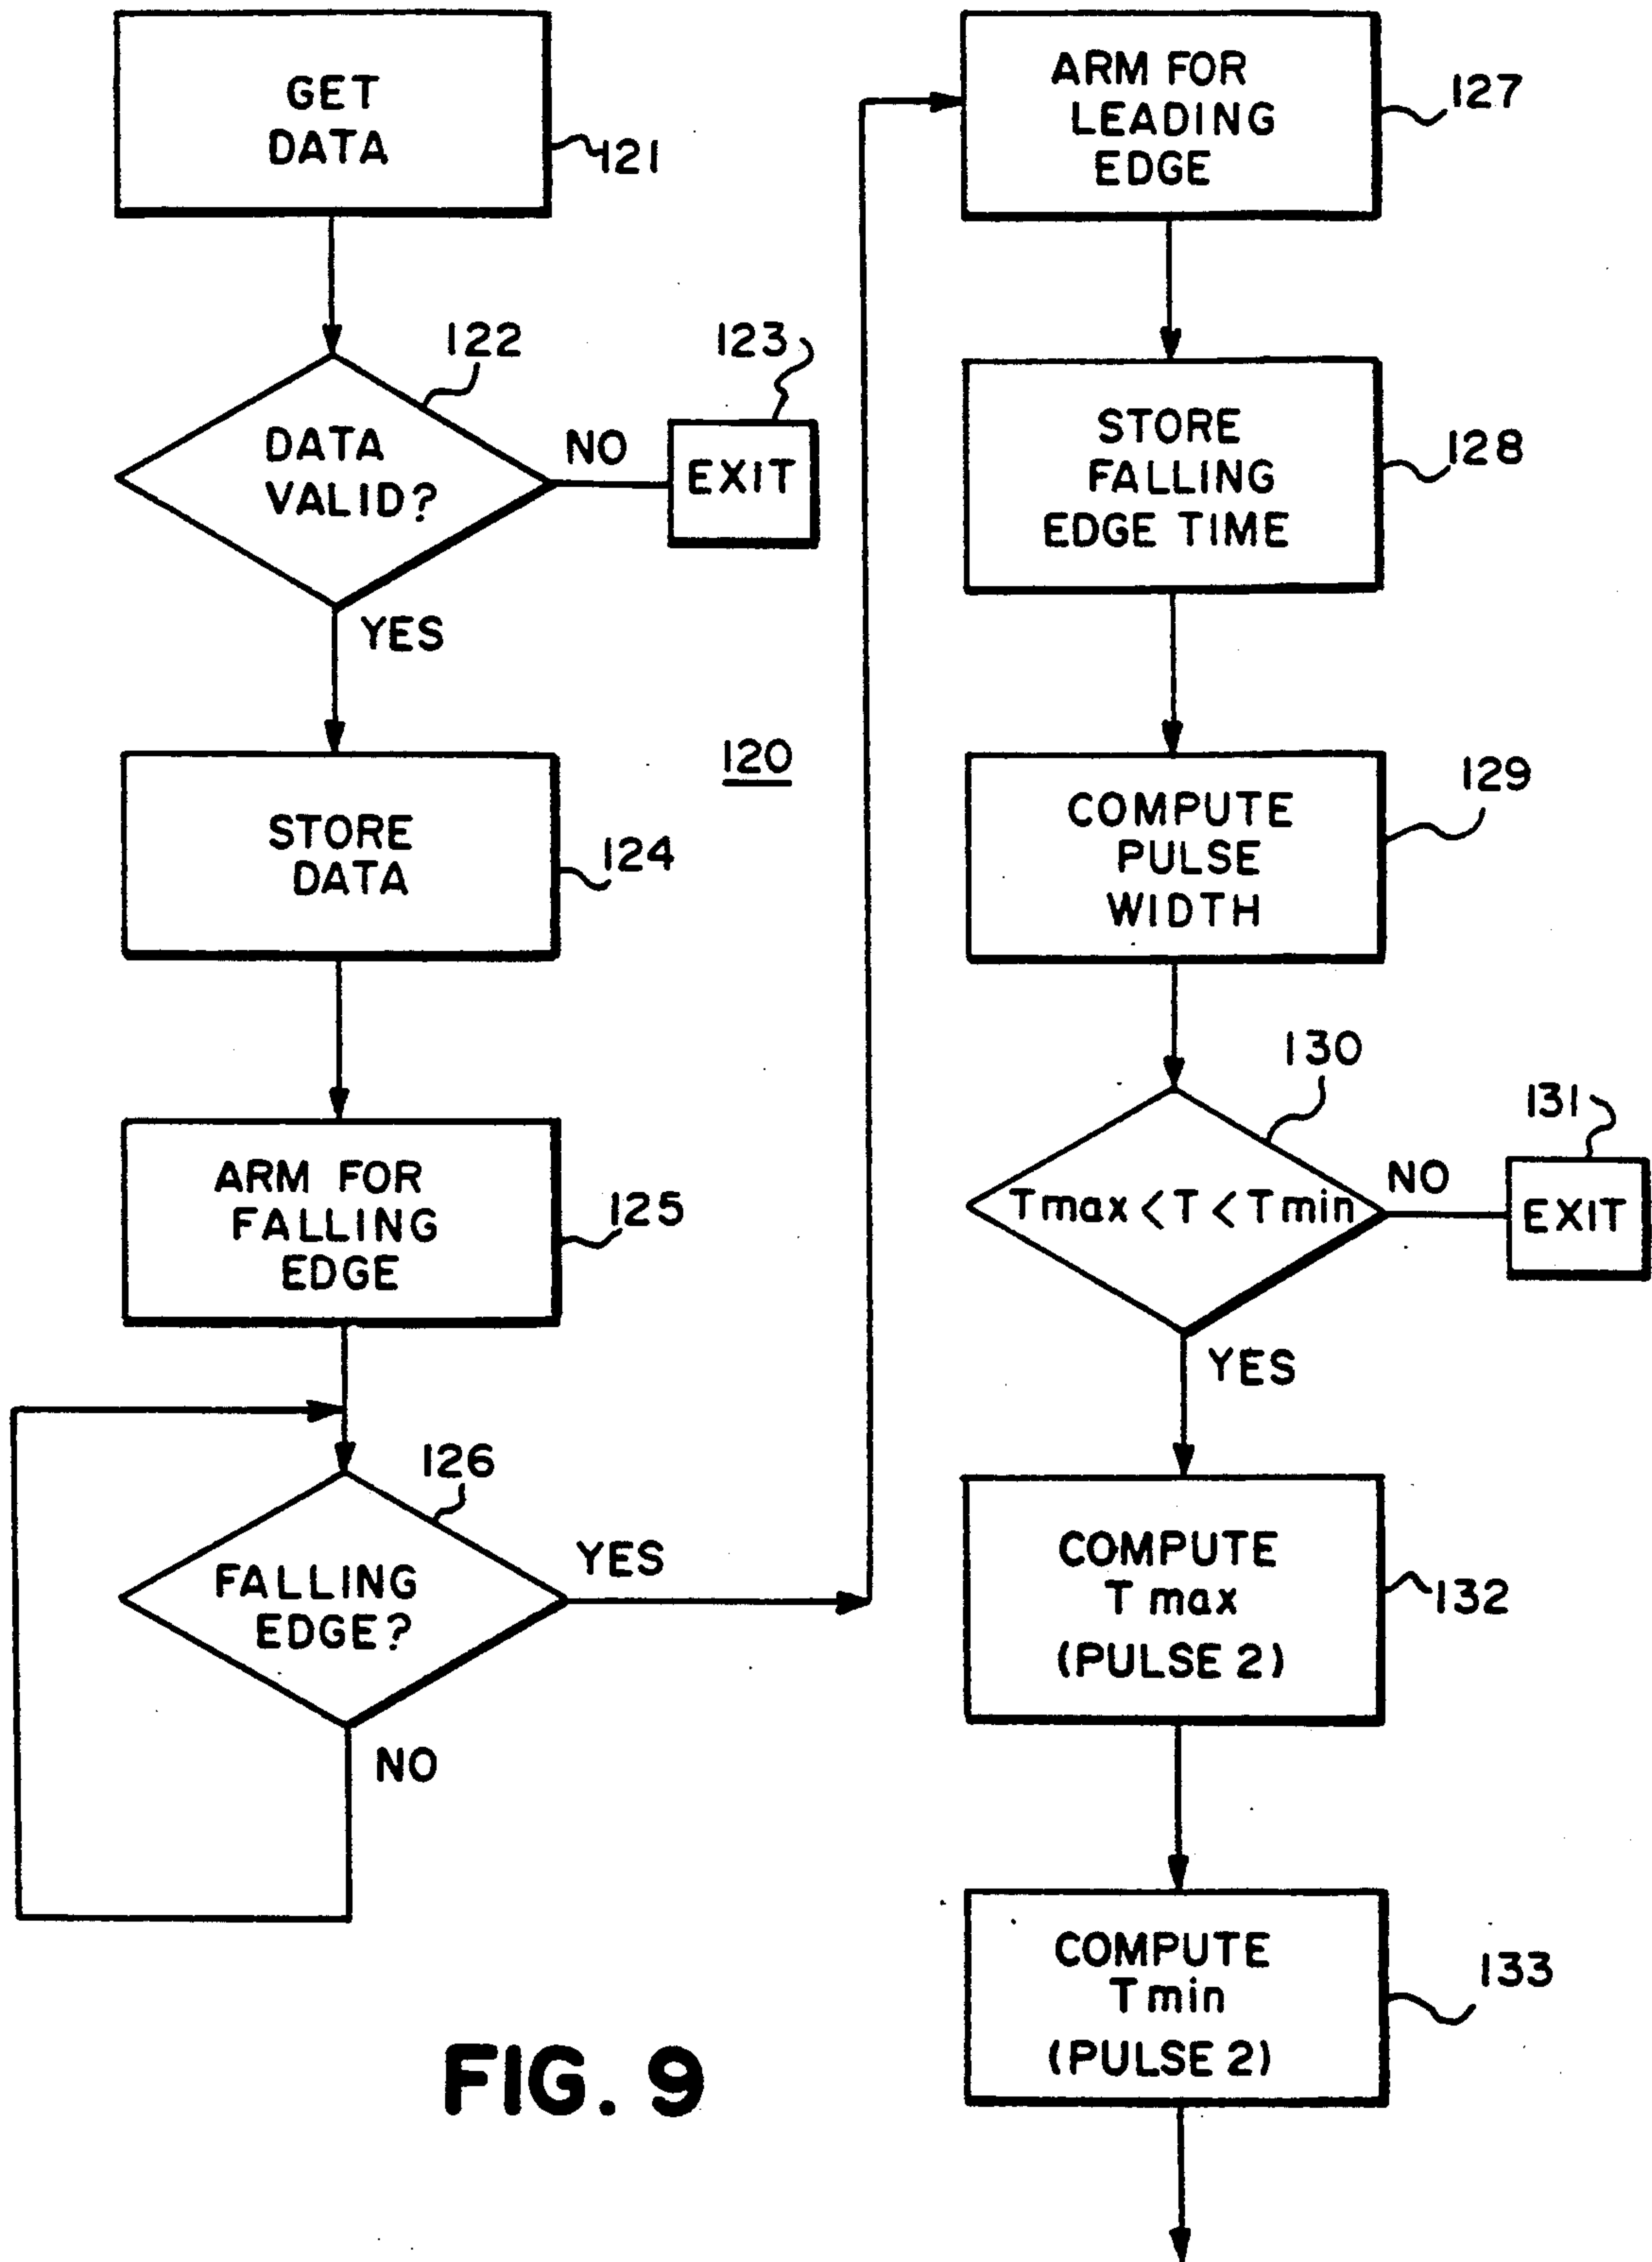 GET
DATA
121
122
DATA
VALID?
NO
123
EXIT
YES
120
STORE
DATA
124
ARM FOR
FALLING
EDGE
125
126
FALLING
EDGE?
YES
NO
ARM FOR
LEADING
EDGE
127
STORE
FALLING
EDGE TIME
128
COMPUTE
PULSE
WIDTH
129
130
Tmax < T < Tmin
NO
131
EXIT
YES
COMPUTE
T max
(PULSE 2)
132
COMPUTE
Tmin
(PULSE 2)
133
FIG. 9